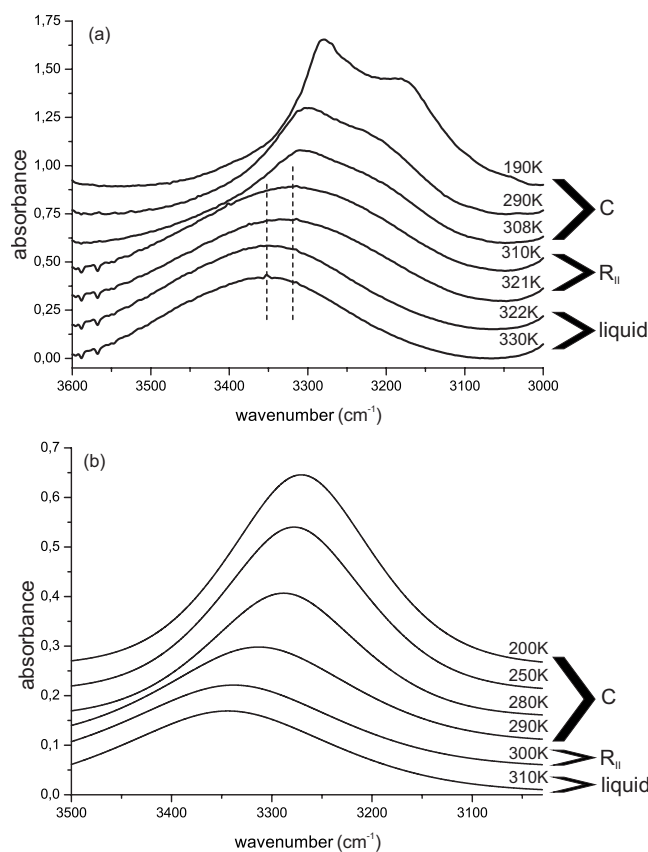 (a)
1,75
1,50
1,25
1,00
0,75
0,50
0,25
0,00
absorbance
190K
290K
308K
310K
321K
322K
330K
C
R_II
liquid
3600 3500 3400 3300 3200 3100 3000
wavenumber (cm⁻¹)
(b)
0,7
0,6
0,5
0,4
0,3
0,2
0,1
0,0
absorbance
200K
250K
280K
290K
300K
310K
C
R_II
liquid
3500 3400 3300 3200 3100
wavenumber (cm⁻¹)